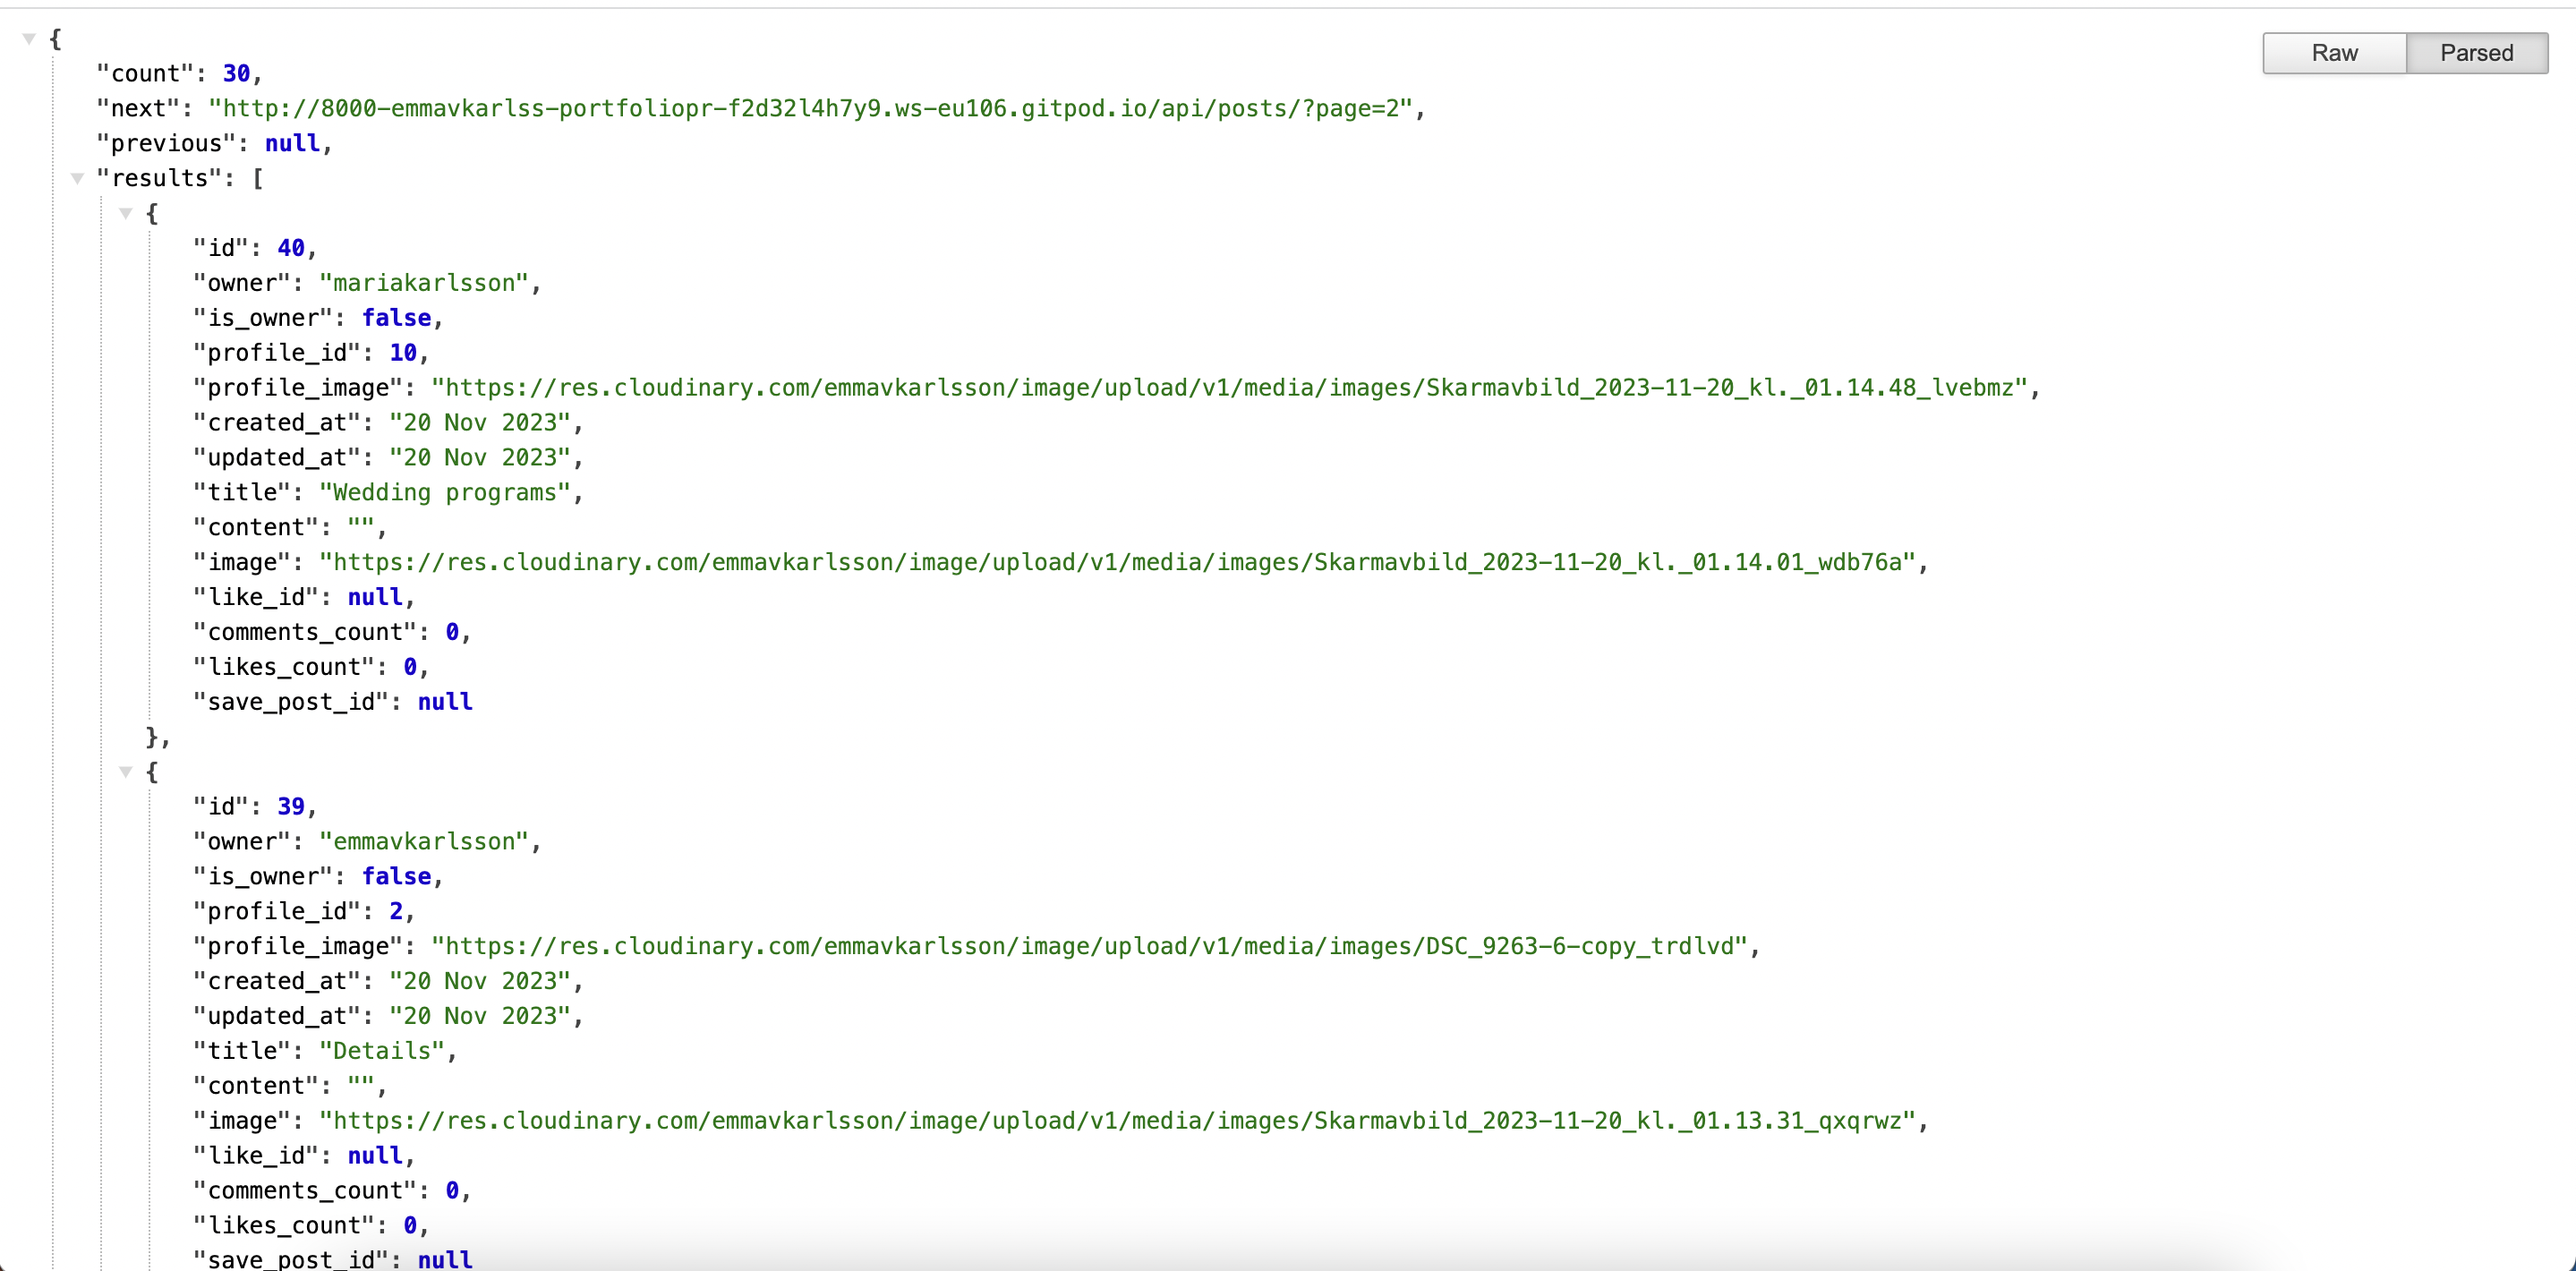 {
Raw Parsed
"count": 30,
"next": "http://8000-emmavkarlss-portfoliopr-f2d32l4h7y9.ws-eu106.gitpod.io/api/posts/?page=2",
"previous": null,
"results": [
{
"id": 40,
"owner": "mariakarlsson",
"is_owner": false,
"profile_id": 10,
"profile_image": "https://res.cloudinary.com/emmavkarlsson/image/upload/v1/media/images/Skarmavbild_2023-11-20_kl._01.14.48_lvebmz",
"created_at": "20 Nov 2023",
"updated_at": "20 Nov 2023",
"title": "Wedding programs",
"content": "",
"image": "https://res.cloudinary.com/emmavkarlsson/image/upload/v1/media/images/Skarmavbild_2023-11-20_kl._01.14.01_wdb76a",
"like_id": null,
"comments_count": 0,
"likes_count": 0,
"save_post_id": null
},
{
"id": 39,
"owner": "emmavkarlsson",
"is_owner": false,
"profile_id": 2,
"profile_image": "https://res.cloudinary.com/emmavkarlsson/image/upload/v1/media/images/DSC_9263-6-copy_trdlvd",
"created_at": "20 Nov 2023",
"updated_at": "20 Nov 2023",
"title": "Details",
"content": "",
"image": "https://res.cloudinary.com/emmavkarlsson/image/upload/v1/media/images/Skarmavbild_2023-11-20_kl._01.13.31_qxqrwz",
"like_id": null,
"comments_count": 0,
"likes_count": 0,
"save_post_id": null